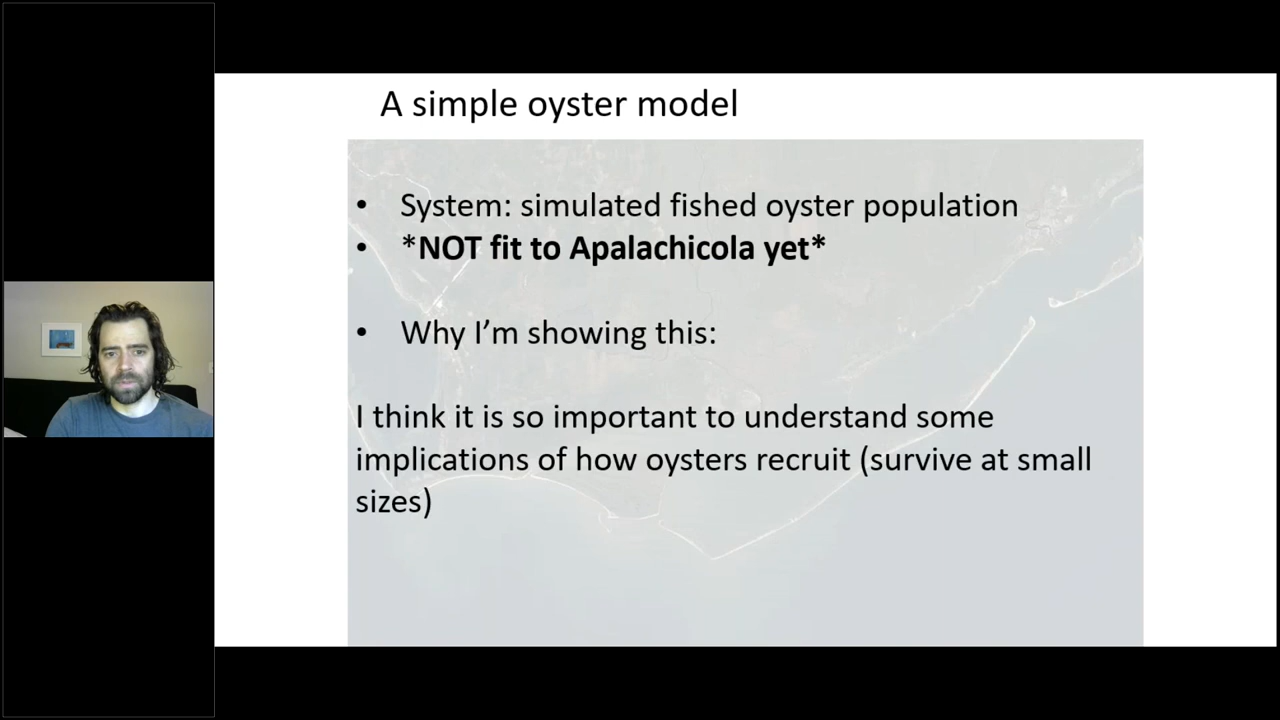 A simple oyster model
• System: simulated fished oyster population
• *NOT fit to Apalachicola yet*
• Why I’m showing this:
I think it is so important to understand some
implications of how oysters recruit (survive at small
sizes)